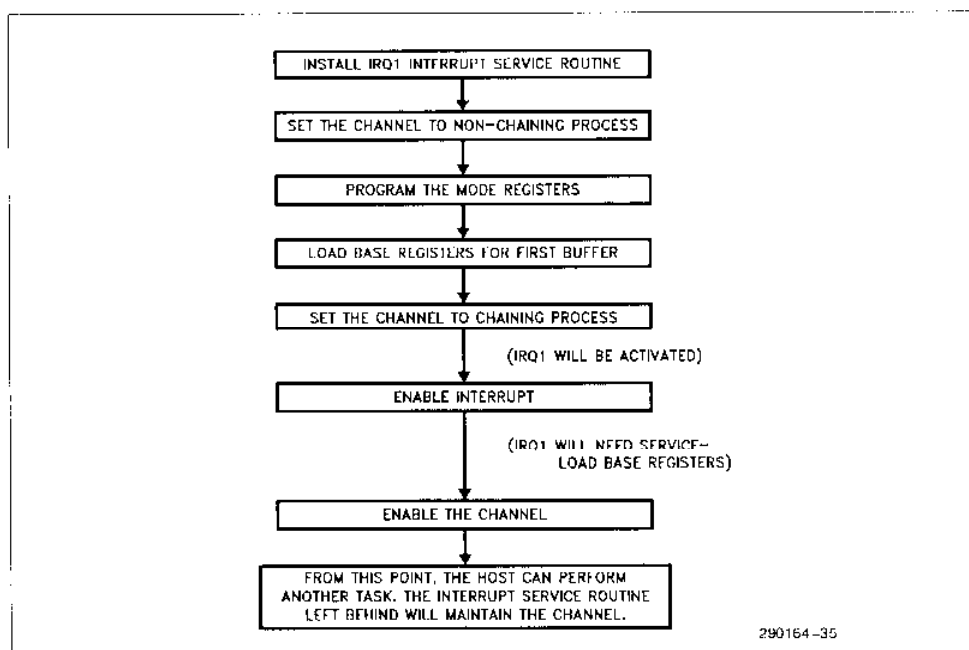 INSTALL IRQ1 INTERRUPT SERVICE ROUTINE
SET THE CHANNEL TO NON-CHAINING PROCESS
PROGRAM THE MODE REGISTERS
LOAD BASE REGISTERS FOR FIRST BUFFER
SET THE CHANNEL TO CHAINING PROCESS
(IRQ1 WILL BE ACTIVATED)
ENABLE INTERRUPT
(IRQ1 WILL NEED SERVICE-
LOAD BASE REGISTERS)
ENABLE THE CHANNEL
FROM THIS POINT, THE HOST CAN PERFORM
ANOTHER TASK. THE INTERRUPT SERVICE ROUTINE
LEFT BEHIND WILL MAINTAIN THE CHANNEL.
290164-35